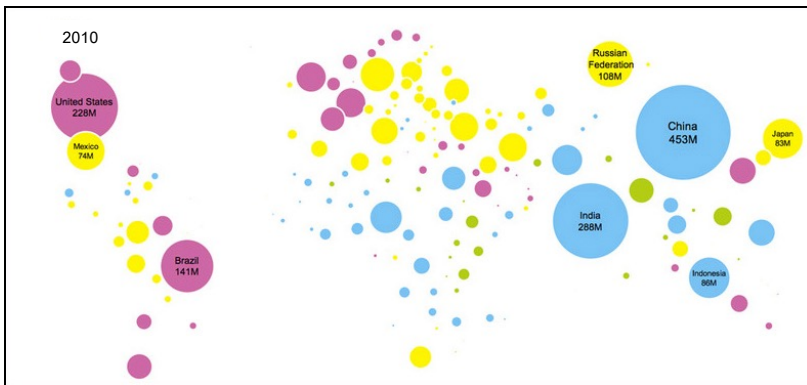 2010
United States
228M
Mexico
74M
Brazil
141M
Russian
Federation
108M
China
453M
Japan
83M
India
288M
Indonesia
86M